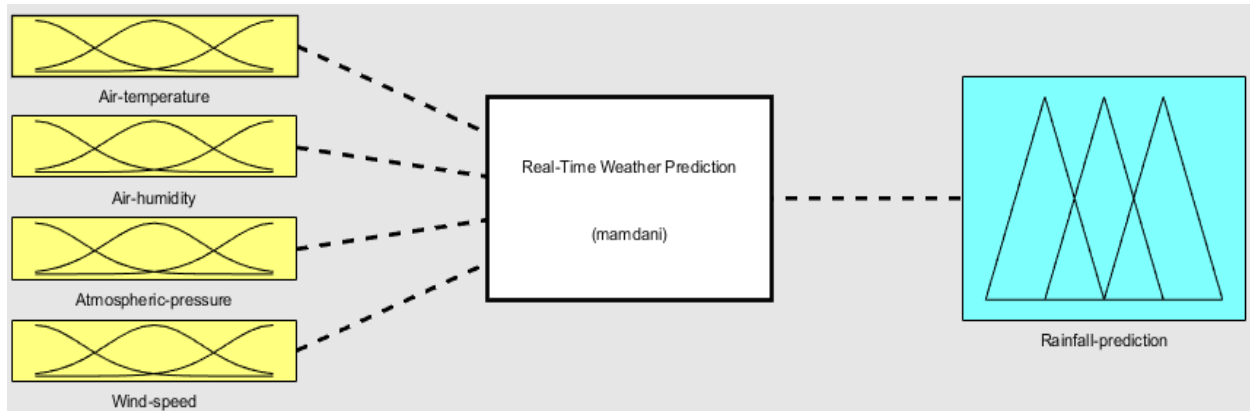 Air-temperature
Air-humidity
Atmospheric-pressure
Wind-speed
Real-Time Weather Prediction
(mamdani)
Rainfall-prediction